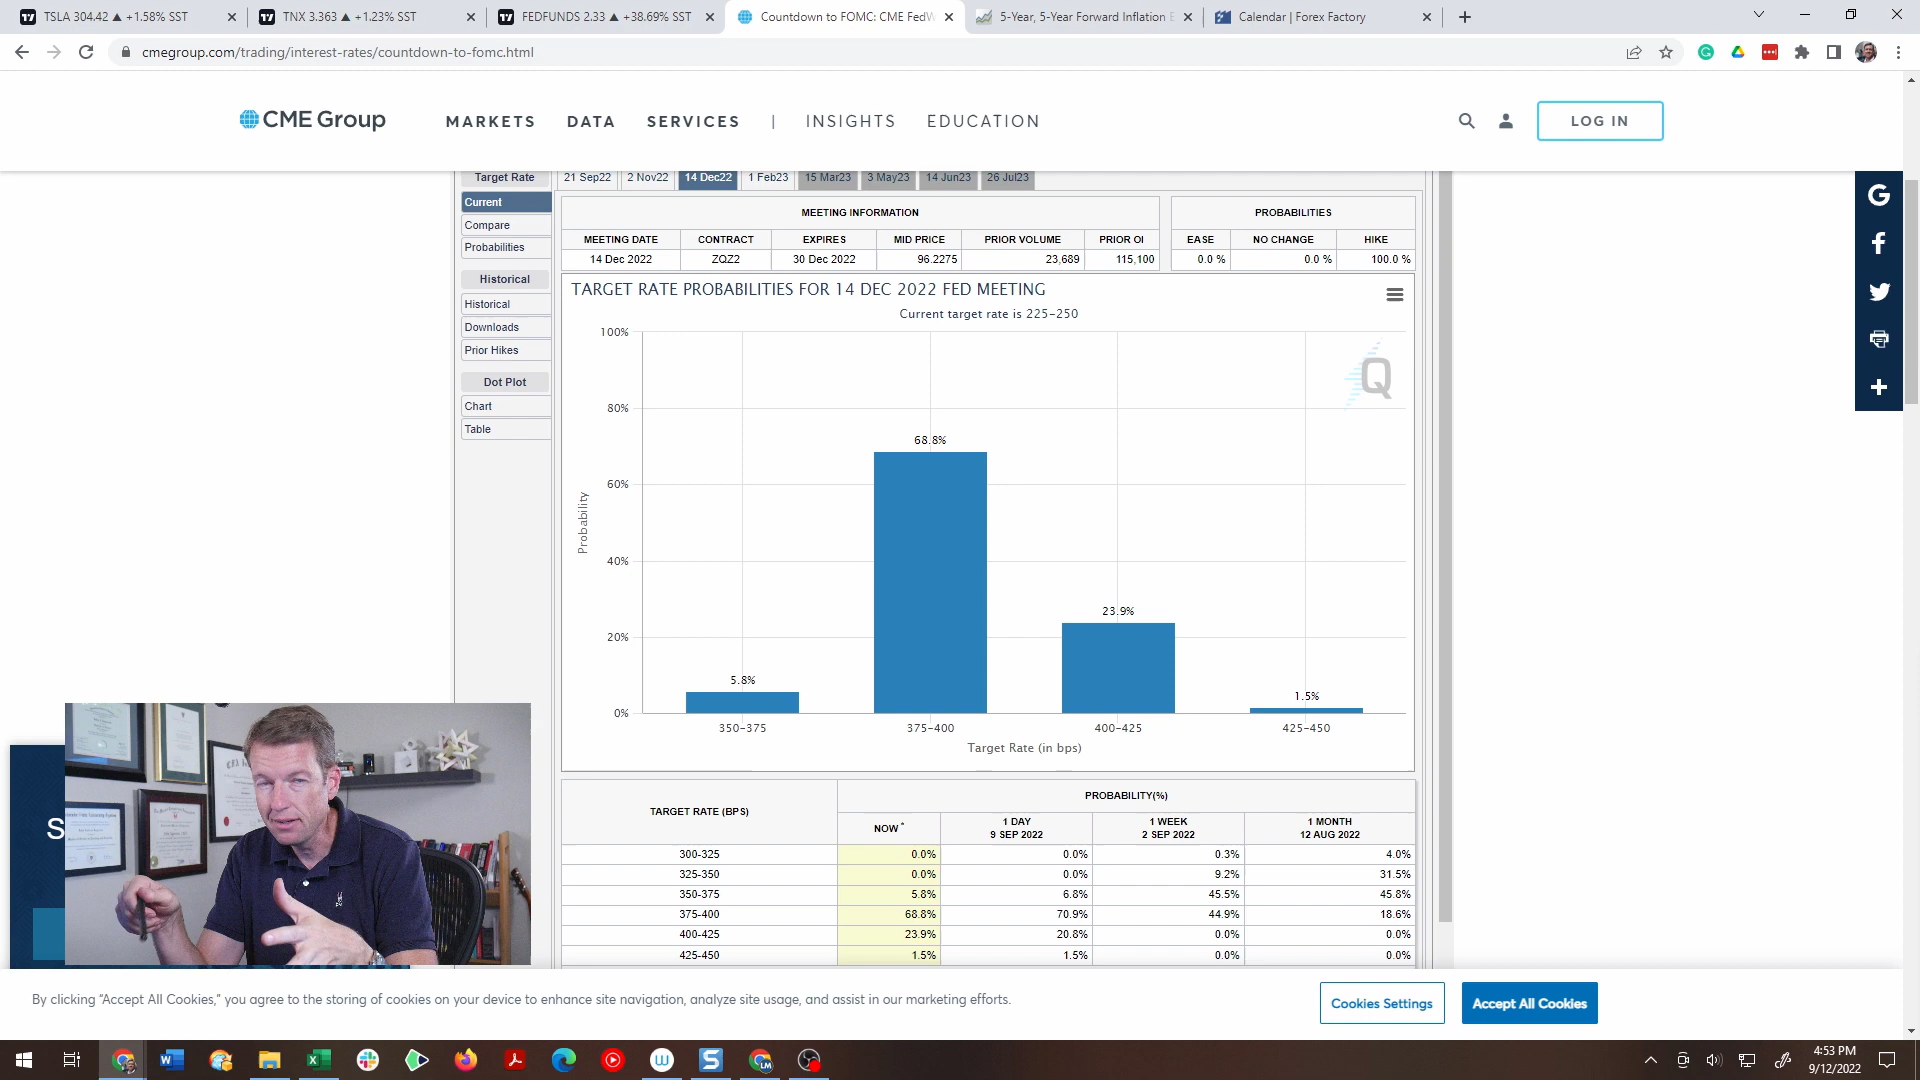 TSLA 304.42 ▲ +1.58% SST
TNX 3.363 ▲ +1.23% SST
FEDFUNDS 2.33 ▲ +38.69% SST
Countdown to FOMC: CME FedW
5-Year, 5-Year Forward Inflation E
Calendar | Forex Factory
cmegroup.com/trading/interest-rates/countdown-to-fomc.html
CME Group
MARKETS DATA SERVICES | INSIGHTS EDUCATION
LOG IN
Target Rate
21 Sep22 2 Nov22 14 Dec22 1 Feb23 15 Mar23 3 May23 14 Jun23 26 Jul23
Current
Compare
Probabilities
Historical
Historical
Downloads
Prior Hikes
Dot Plot
Chart
Table
MEETING INFORMATION
MEETING DATE CONTRACT EXPIRES MID PRICE PRIOR VOLUME PRIOR OI
14 Dec 2022 ZQZ2 30 Dec 2022 96.2275 23,689 115,100
PROBABILITIES
EASE NO CHANGE HIKE
0.0 % 0.0 % 100.0 %
TARGET RATE PROBABILITIES FOR 14 DEC 2022 FED MEETING
Current target rate is 225-250
100%
80%
60%
40%
20%
0%
Probability
Q
5.8%
68.8%
23.9%
1.5%
350-375 375-400 400-425 425-450
Target Rate (in bps)
TARGET RATE (BPS)
PROBABILITY(%)
NOW *
1 DAY
9 SEP 2022
1 WEEK
2 SEP 2022
1 MONTH
12 AUG 2022
300-325 0.0% 0.0% 0.3% 4.0%
325-350 0.0% 0.0% 9.2% 31.5%
350-375 5.8% 6.8% 45.5% 45.8%
375-400 68.8% 70.9% 44.9% 18.6%
400-425 23.9% 20.8% 0.0% 0.0%
425-450 1.5% 1.5% 0.0% 0.0%
S
By clicking "Accept All Cookies," you agree to the storing of cookies on your device to enhance site navigation, analyze site usage, and assist in our marketing efforts.
Cookies Settings
Accept All Cookies
4:53 PM
9/12/2022